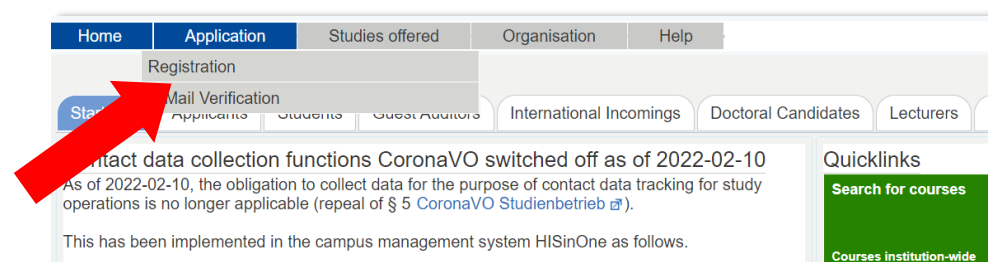 Home Application Studies offered Organisation Help
Registration
Mail Verification
Applicants Students Guest Auditors International Incomings Doctoral Candidates Lecturers
data collection functions CoronaVO switched off as of 2022-02-10
Quicklinks
As of 2022-02-10, the obligation to collect data for the purpose of contact data tracking for study
operations is no longer applicable (repeal of § 5 CoronaVO Studienbetrieb ).
Search for courses
This has been implemented in the campus management system HISinOne as follows.
Courses institution-wide